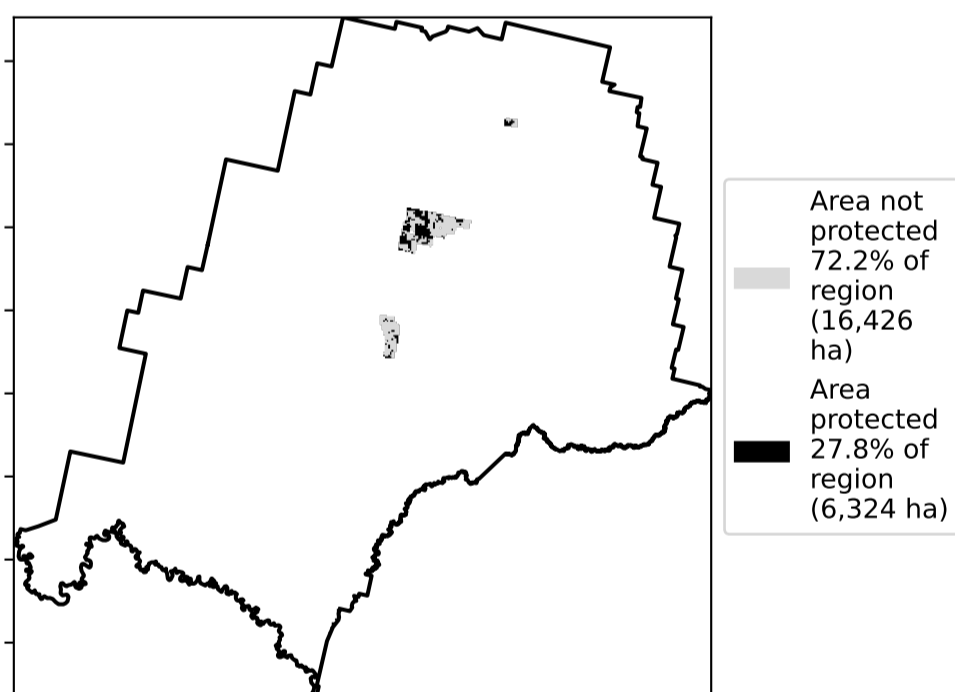 Area not
protected
72.2% of
region
(16,426
ha)
Area
protected
27.8% of
region
(6,324 ha)